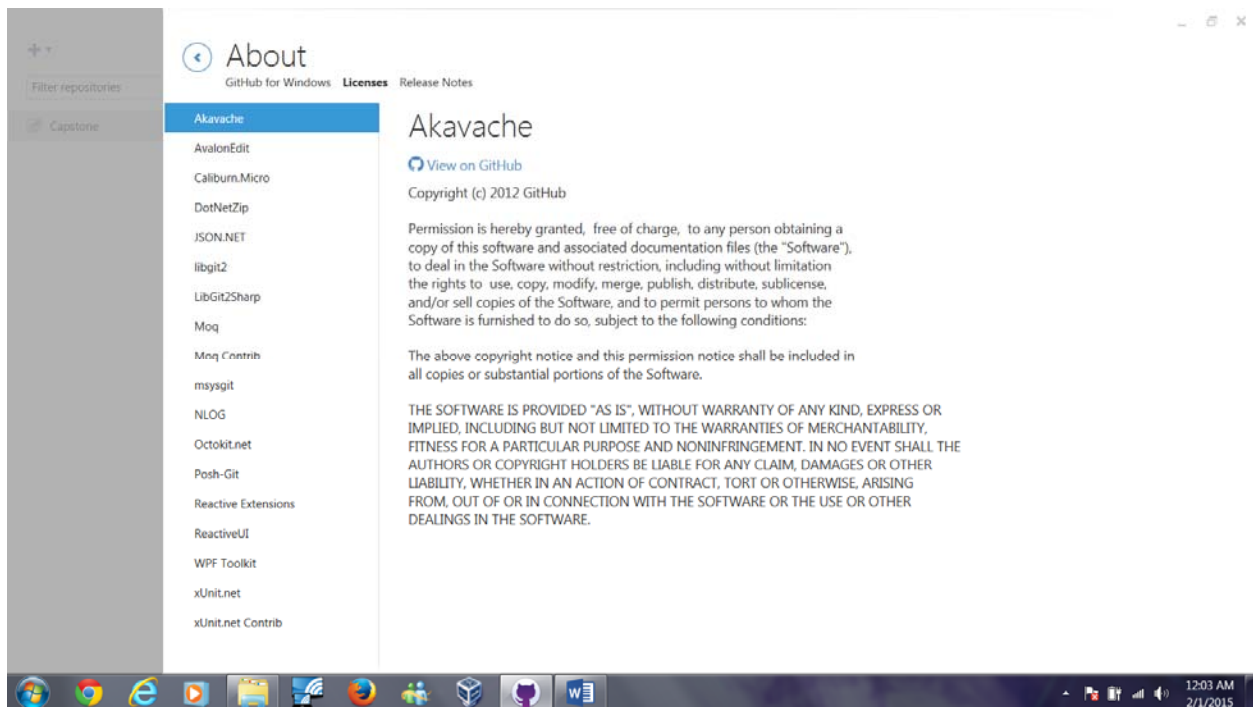 About
GitHub for Windows Licenses Release Notes
Filter repositories
Capstone
Akavache
AvalonEdit
Caliburn.Micro
DotNetZip
JSON.NET
libgit2
LibGit2Sharp
Moq
Moq Contrib
msysgit
NLOG
Octokit.net
Posh-Git
Reactive Extensions
ReactiveUI
WPF Toolkit
xUnit.net
xUnit.net Contrib
Akavache
View on GitHub
Copyright (c) 2012 GitHub
Permission is hereby granted, free of charge, to any person obtaining a
copy of this software and associated documentation files (the "Software"),
to deal in the Software without restriction, including without limitation
the rights to use, copy, modify, merge, publish, distribute, sublicense,
and/or sell copies of the Software, and to permit persons to whom the
Software is furnished to do so, subject to the following conditions:
The above copyright notice and this permission notice shall be included in
all copies or substantial portions of the Software.
THE SOFTWARE IS PROVIDED "AS IS", WITHOUT WARRANTY OF ANY KIND, EXPRESS OR
IMPLIED, INCLUDING BUT NOT LIMITED TO THE WARRANTIES OF MERCHANTABILITY,
FITNESS FOR A PARTICULAR PURPOSE AND NONINFRINGEMENT. IN NO EVENT SHALL THE
AUTHORS OR COPYRIGHT HOLDERS BE LIABLE FOR ANY CLAIM, DAMAGES OR OTHER
LIABILITY, WHETHER IN AN ACTION OF CONTRACT, TORT OR OTHERWISE, ARISING
FROM, OUT OF OR IN CONNECTION WITH THE SOFTWARE OR THE USE OR OTHER
DEALINGS IN THE SOFTWARE.
12:03 AM
2/1/2015